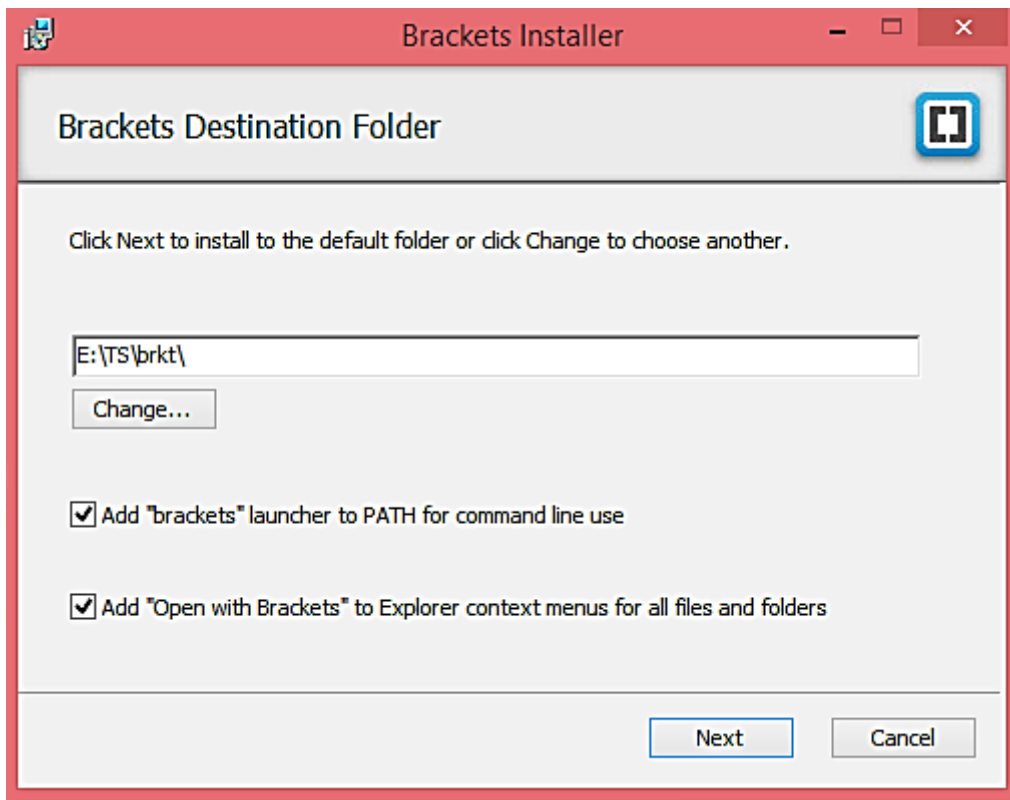 Brackets Installer
Brackets Destination Folder
Click Next to install to the default folder or click Change to choose another.
E:\TS\brkt\
Change...
Add "brackets" launcher to PATH for command line use
Add "Open with Brackets" to Explorer context menus for all files and folders
Next Cancel